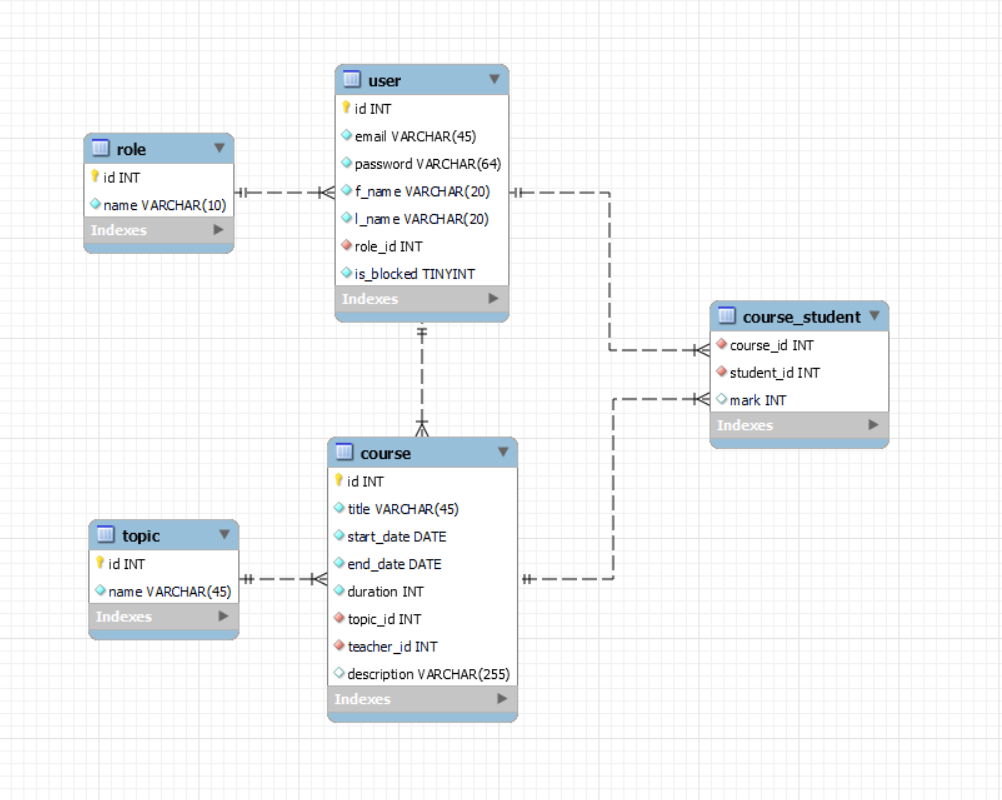 user
id INT
email VARCHAR(45)
password VARCHAR(64)
f_name VARCHAR(20)
l_name VARCHAR(20)
role_id INT
is_blocked TINYINT
Indexes
role
id INT
name VARCHAR(10)
Indexes
course_student
course_id INT
student_id INT
mark INT
Indexes
course
id INT
title VARCHAR(45)
start_date DATE
end_date DATE
duration INT
topic_id INT
teacher_id INT
description VARCHAR(255)
Indexes
topic
id INT
name VARCHAR(45)
Indexes